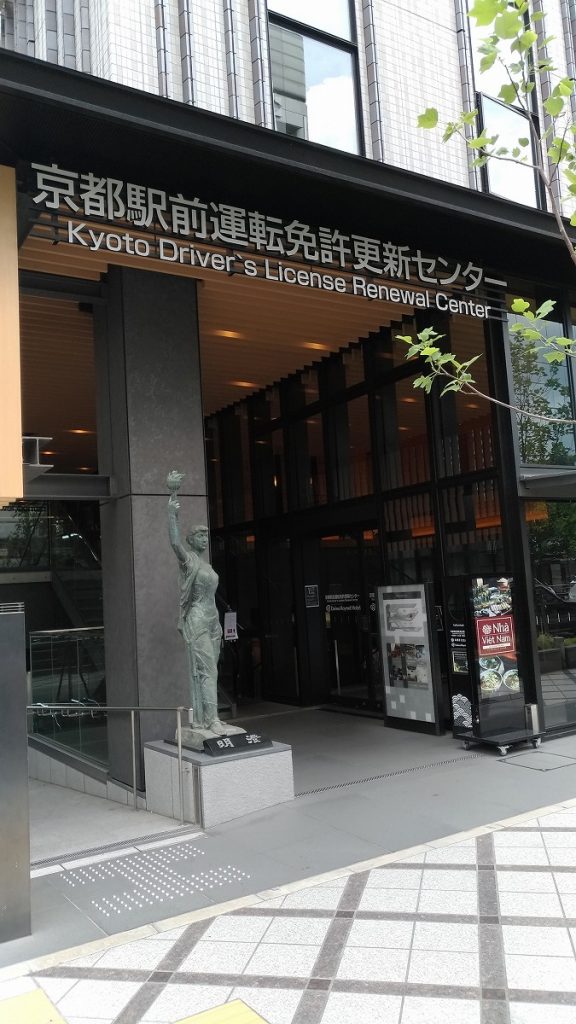 京都駅前運転免許更新センター
Kyoto Driver`s License Renewal Center
Nhà
Việt Nam
明澄